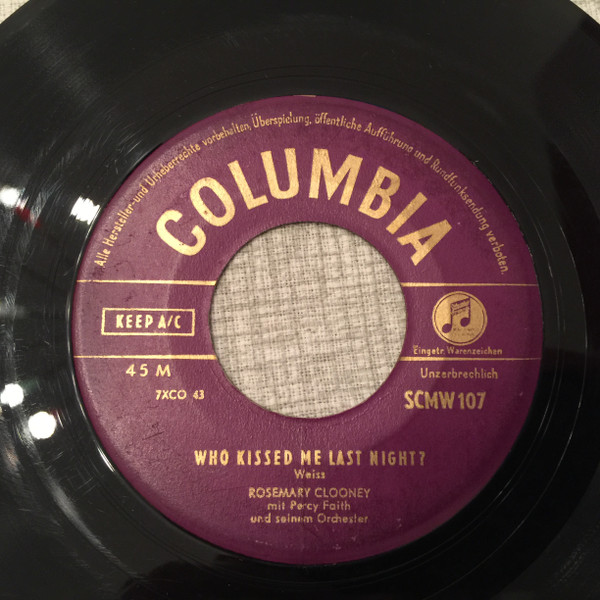 Alle Hersteller-und Urheberrechte vorbehalten, Überspielung, öffentliche Aufführung und Rundfunksendung verboten.
COLUMBIA
KEEP A/C
Eingetr. Warenzeichen
45 M
Unzerbrechlich
7XCO 43
SCMW 107
WHO KISSED ME LAST NIGHT?
Weiss
ROSEMARY CLOONEY
mit Percy Faith
und seinem Orchester